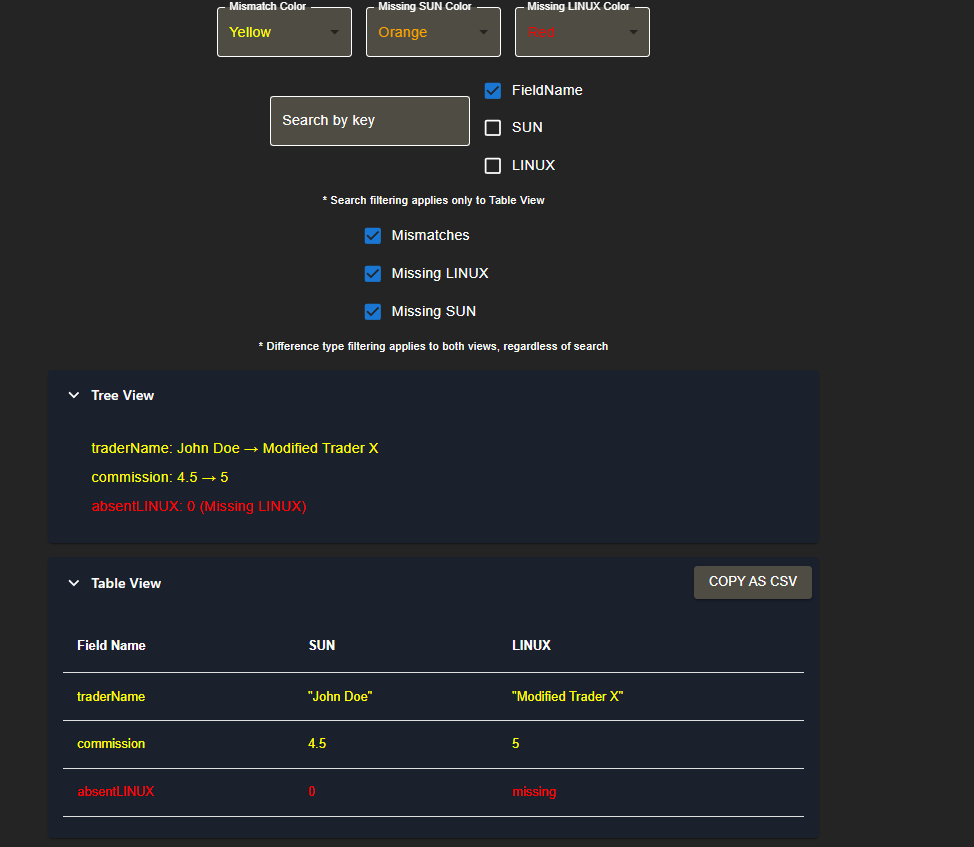 Mismatch Color Missing SUN Color Missing LINUX Color
Yellow Orange Red
FieldName
Search by key
SUN
LINUX
* Search filtering applies only to Table View
Mismatches
Missing LINUX
Missing SUN
* Difference type filtering applies to both views, regardless of search
Tree View
traderName: John Doe → Modified Trader X
commission: 4.5 → 5
absentLINUX: 0 (Missing LINUX)
Table View COPY AS CSV
Field Name SUN LINUX
traderName "John Doe" "Modified Trader X"
commission 4.5 5
absentLINUX 0 missing